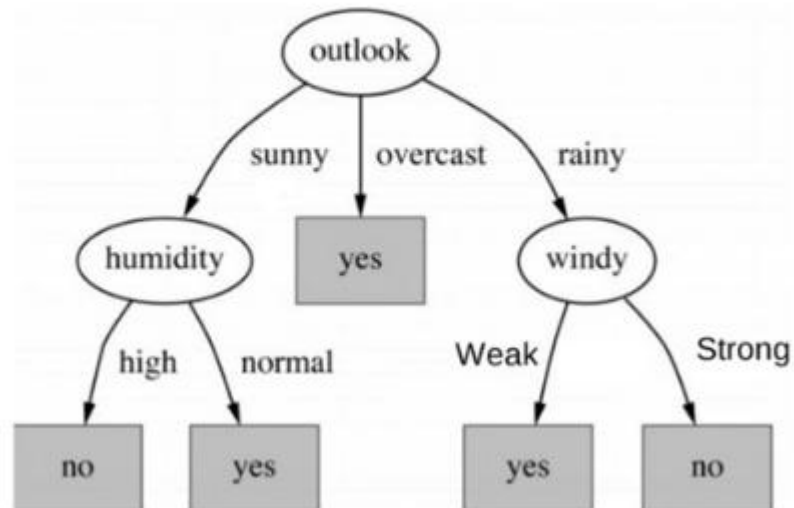 outlook
sunny overcast rainy
humidity yes windy
high normal Weak Strong
no yes yes no